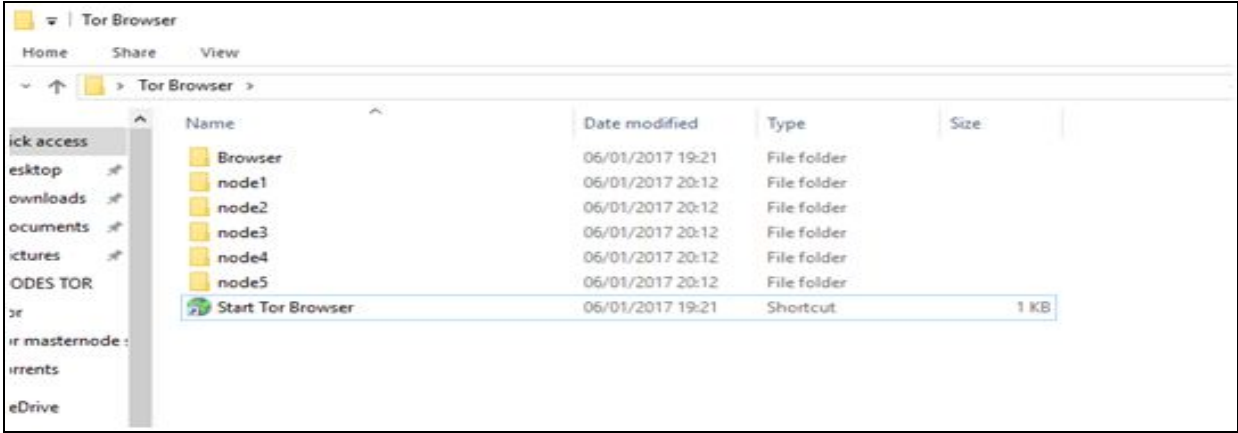 Tor Browser
Home Share View
Tor Browser
Name Date modified Type Size
ick access
esktop
ownloads
ocuments
ictures
ODES TOR
or
or masternode s
orrents
eDrive
Browser 06/01/2017 19:21 File folder
node1 06/01/2017 20:12 File folder
node2 06/01/2017 20:12 File folder
node3 06/01/2017 20:12 File folder
node4 06/01/2017 20:12 File folder
node5 06/01/2017 20:12 File folder
Start Tor Browser 06/01/2017 19:21 Shortcut 1 KB